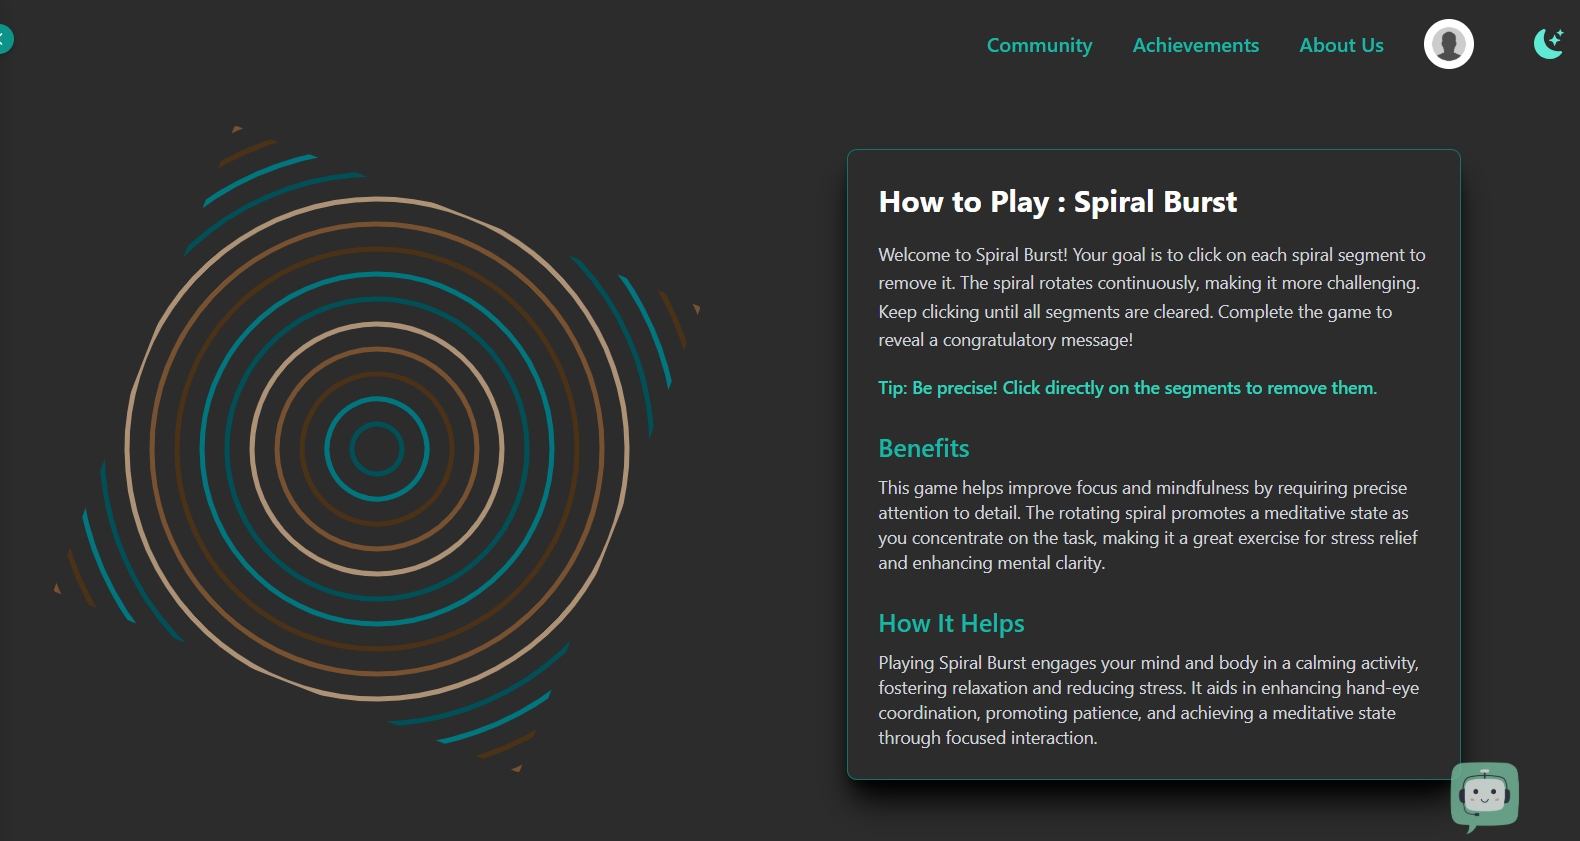 Community Achievements About Us
How to Play : Spiral Burst
Welcome to Spiral Burst! Your goal is to click on each spiral segment to
remove it. The spiral rotates continuously, making it more challenging.
Keep clicking until all segments are cleared. Complete the game to
reveal a congratulatory message!
Tip: Be precise! Click directly on the segments to remove them.
Benefits
This game helps improve focus and mindfulness by requiring precise
attention to detail. The rotating spiral promotes a meditative state as
you concentrate on the task, making it a great exercise for stress relief
and enhancing mental clarity.
How It Helps
Playing Spiral Burst engages your mind and body in a calming activity,
fostering relaxation and reducing stress. It aids in enhancing hand-eye
coordination, promoting patience, and achieving a meditative state
through focused interaction.